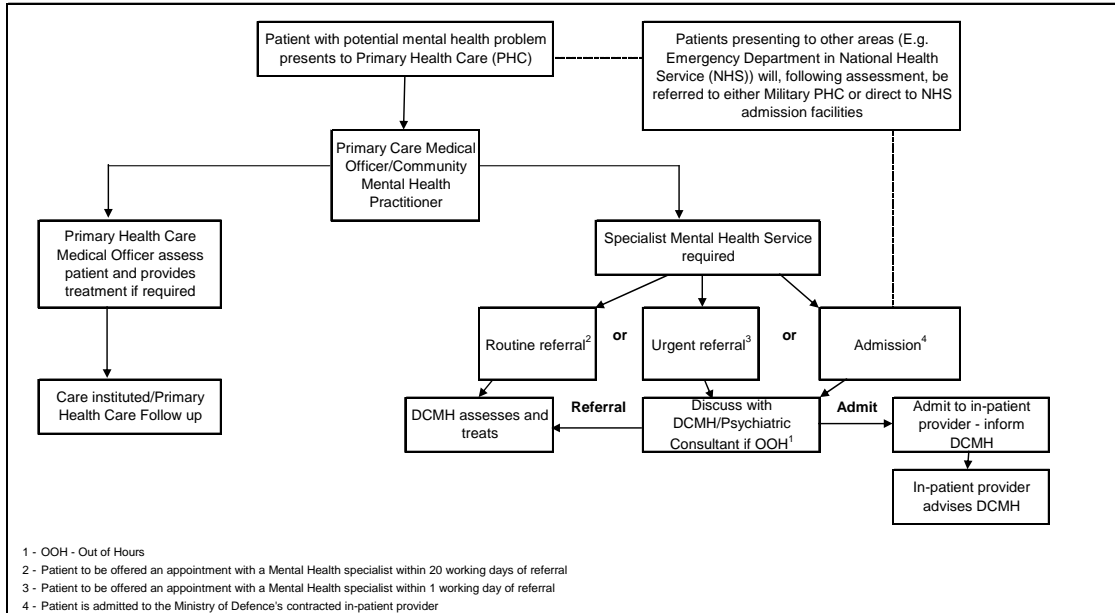 Patient with potential mental health problem
presents to Primary Health Care (PHC)
Patients presenting to other areas (E.g.
Emergency Department in National Health
Service (NHS)) will, following assessment, be
referred to either Military PHC or direct to NHS
admission facilities
Primary Care Medical
Officer/Community
Mental Health
Practitioner
Primary Health Care
Medical Officer assess
patient and provides
treatment if required
Specialist Mental Health Service
required
Routine referral2
or
Urgent referral3
or
Admission4
Care instituted/Primary
Health Care Follow up
DCMH assesses and
treats
Referral
Discuss with
DCMH/Psychiatric
Consultant if OOH1
Admit
Admit to in-patient
provider - inform
DCMH
In-patient provider
advises DCMH
1 - OOH - Out of Hours
2 - Patient to be offered an appointment with a Mental Health specialist within 20 working days of referral
3 - Patient to be offered an appointment with a Mental Health specialist within 1 working day of referral
4 - Patient is admitted to the Ministry of Defence's contracted in-patient provider